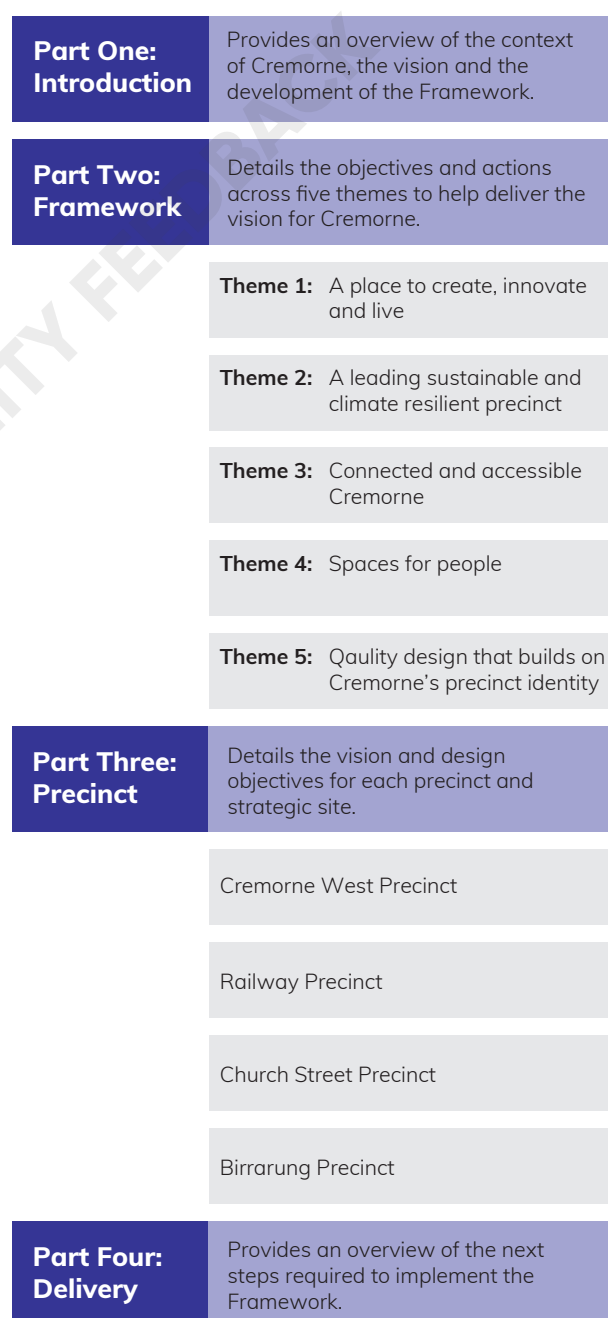 Part One:
Introduction
Provides an overview of the context
of Cremorne, the vision and the
development of the Framework.
Part Two:
Framework
Details the objectives and actions
across five themes to help deliver the
vision for Cremorne.
Theme 1: A place to create, innovate
and live
Theme 2: A leading sustainable and
climate resilient precinct
Theme 3: Connected and accessible
Cremorne
Theme 4: Spaces for people
Theme 5: Qaulity design that builds on
Cremorne's precinct identity
Part Three:
Precinct
Details the vision and design
objectives for each precinct and
strategic site.
Cremorne West Precinct
Railway Precinct
Church Street Precinct
Birrarung Precinct
Part Four:
Delivery
Provides an overview of the next
steps required to implement the
Framework.
FEEDBACK